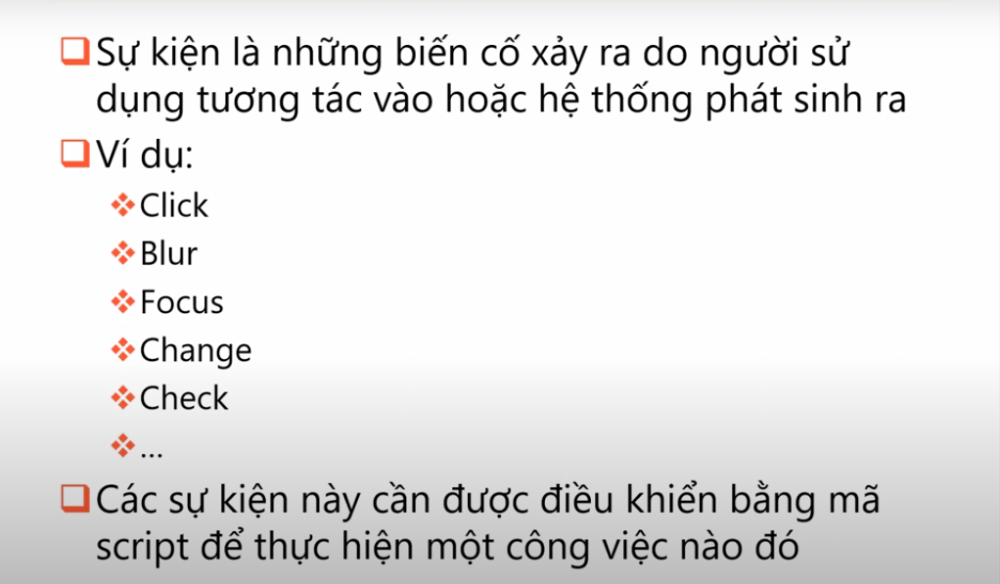 Sự kiện là những biến cố xảy ra do người sử
dụng tương tác vào hoặc hệ thống phát sinh ra
Ví dụ:
Click
Blur
Focus
Change
Check
...
Các sự kiện này cần được điều khiển bằng mã
script để thực hiện một công việc nào đó